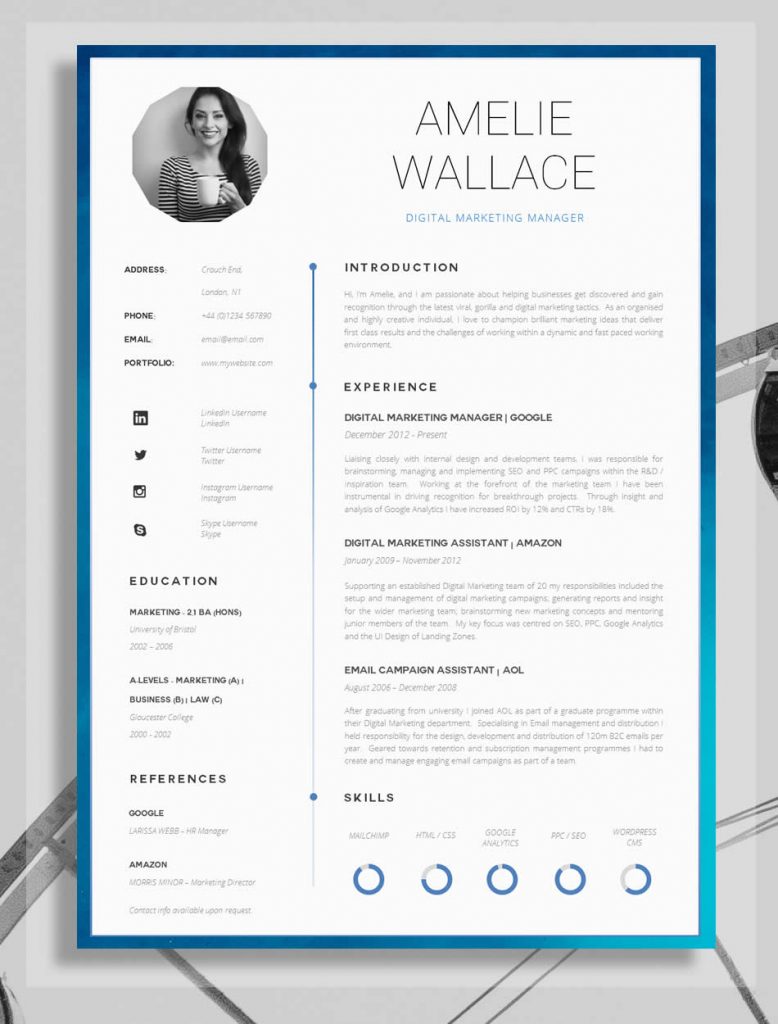 AMELIE
WALLACE
DIGITAL MARKETING MANAGER
ADDRESS: Crouch End,
London, N1
PHONE: +44 (0)1234 567890
EMAIL: email@email.com
PORTFOLIO: www.mywebsite.com
in LinkedIn Username
LinkedIn
Twitter Username
Twitter
Instagram Username
Instagram
Skype Username
Skype
EDUCATION
MARKETING - 2.1 BA (HONS)
University of Bristol
2002 – 2006
A-LEVELS - MARKETING (A) |
BUSINESS (B) | LAW (C)
Gloucester College
2000 - 2002
REFERENCES
GOOGLE
LARISSA WEBB – HR Manager
AMAZON
MORRIS MINOR – Marketing Director
Contact info available upon request.
INTRODUCTION
Hi, I'm Amelie, and I am passionate about helping businesses get discovered and gain
recognition through the latest viral, gorilla and digital marketing tactics. As an organised
and highly creative individual, I love to champion brilliant marketing ideas that deliver
first class results and the challenges of working within a dynamic and fast paced working
environment.
EXPERIENCE
DIGITAL MARKETING MANAGER | GOOGLE
December 2012 - Present
Liaising closely with internal design and development teams, I was responsible for
brainstorming, managing and implementing SEO and PPC campaigns within the R&D /
Inspiration team. Working at the forefront of the marketing team I have been
instrumental in driving recognition for breakthrough projects. Through insight and
analysis of Google Analytics I have increased ROI by 12% and CTRs by 18%.
DIGITAL MARKETING ASSISTANT | AMAZON
January 2009 – November 2012
Supporting an established Digital Marketing team of 20 my responsibilities included the
setup and management of digital marketing campaigns; generating reports and insight
for the wider marketing team; brainstorming new marketing concepts and mentoring
junior members of the team. My key focus was centred on SEO, PPC, Google Analytics
and the UI Design of Landing Zones.
EMAIL CAMPAIGN ASSISTANT | AOL
August 2006 – December 2008
After graduating from university I joined AOL as part of a graduate programme within
their Digital Marketing department. Specialising in Email management and distribution I
held responsibility for the design, development and distribution of 120m B2C emails per
year. Geared towards retention and subscription management programmes I had to
create and manage engaging email campaigns as part of a team.
SKILLS
MAILCHIMP
HTML / CSS
GOOGLE
ANALYTICS
PPC / SEO
WORDPRESS
CMS